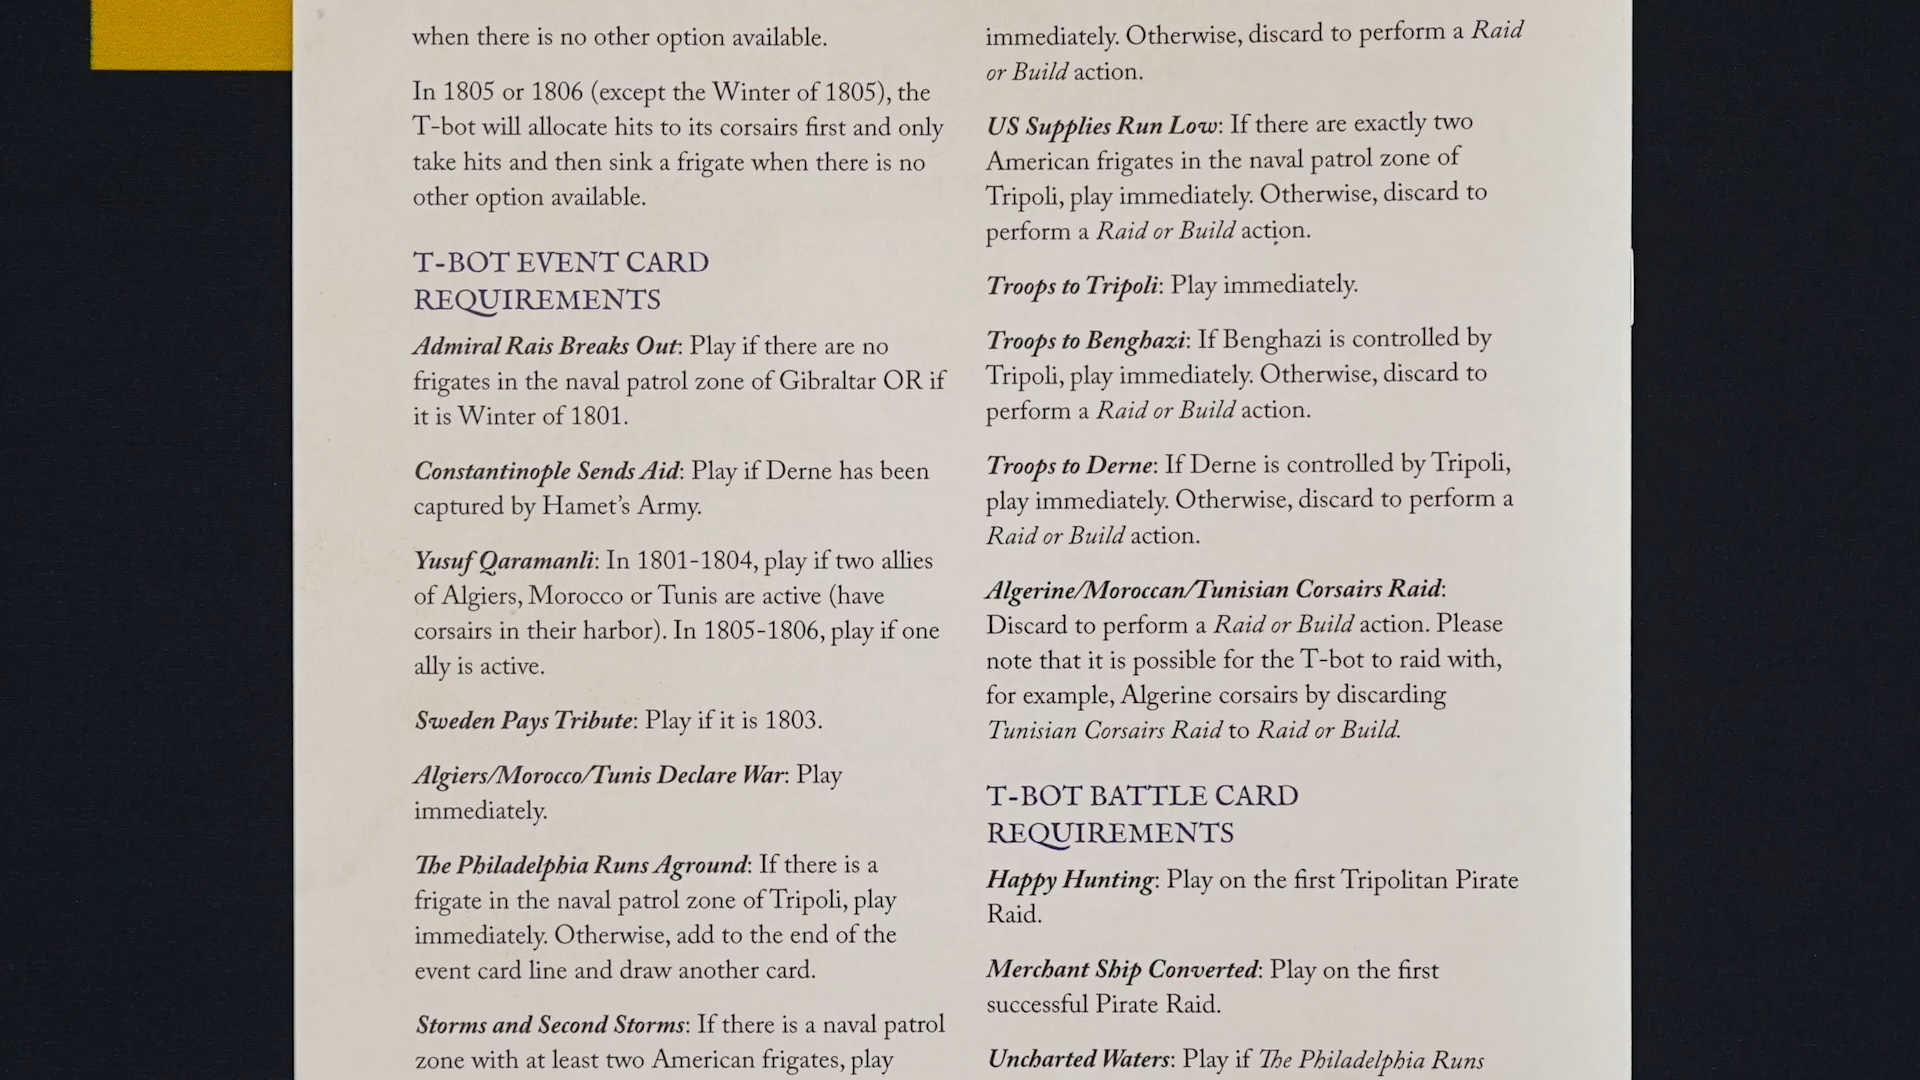 when there is no other option available.
In 1805 or 1806 (except the Winter of 1805), the
T-bot will allocate hits to its corsairs first and only
take hits and then sink a frigate when there is no
other option available.
T-BOT EVENT CARD
REQUIREMENTS
Admiral Rais Breaks Out: Play if there are no
frigates in the naval patrol zone of Gibraltar OR if
it is Winter of 1801.
Constantinople Sends Aid: Play if Derne has been
captured by Hamet's Army.
Yusuf Qaramanli: In 1801-1804, play if two allies
of Algiers, Morocco or Tunis are active (have
corsairs in their harbor). In 1805-1806, play if one
ally is active.
Sweden Pays Tribute: Play if it is 1803.
Algiers/Morocco/Tunis Declare War: Play
immediately.
The Philadelphia Runs Aground: If there is a
frigate in the naval patrol zone of Tripoli, play
immediately. Otherwise, add to the end of the
event card line and draw another card.
Storms and Second Storms: If there is a naval patrol
zone with at least two American frigates, play
immediately. Otherwise, discard to perform a Raid
or Build action.
US Supplies Run Low: If there are exactly two
American frigates in the naval patrol zone of
Tripoli, play immediately. Otherwise, discard to
perform a Raid or Build action.
Troops to Tripoli: Play immediately.
Troops to Benghazi: If Benghazi is controlled by
Tripoli, play immediately. Otherwise, discard to
perform a Raid or Build action.
Troops to Derne: If Derne is controlled by Tripoli,
play immediately. Otherwise, discard to perform a
Raid or Build action.
Algerine/Moroccan/Tunisian Corsairs Raid:
Discard to perform a Raid or Build action. Please
note that it is possible for the T-bot to raid with,
for example, Algerine corsairs by discarding
Tunisian Corsairs Raid to Raid or Build.
T-BOT BATTLE CARD
REQUIREMENTS
Happy Hunting: Play on the first Tripolitan Pirate
Raid.
Merchant Ship Converted: Play on the first
successful Pirate Raid.
Uncharted Waters: Play if The Philadelphia Runs